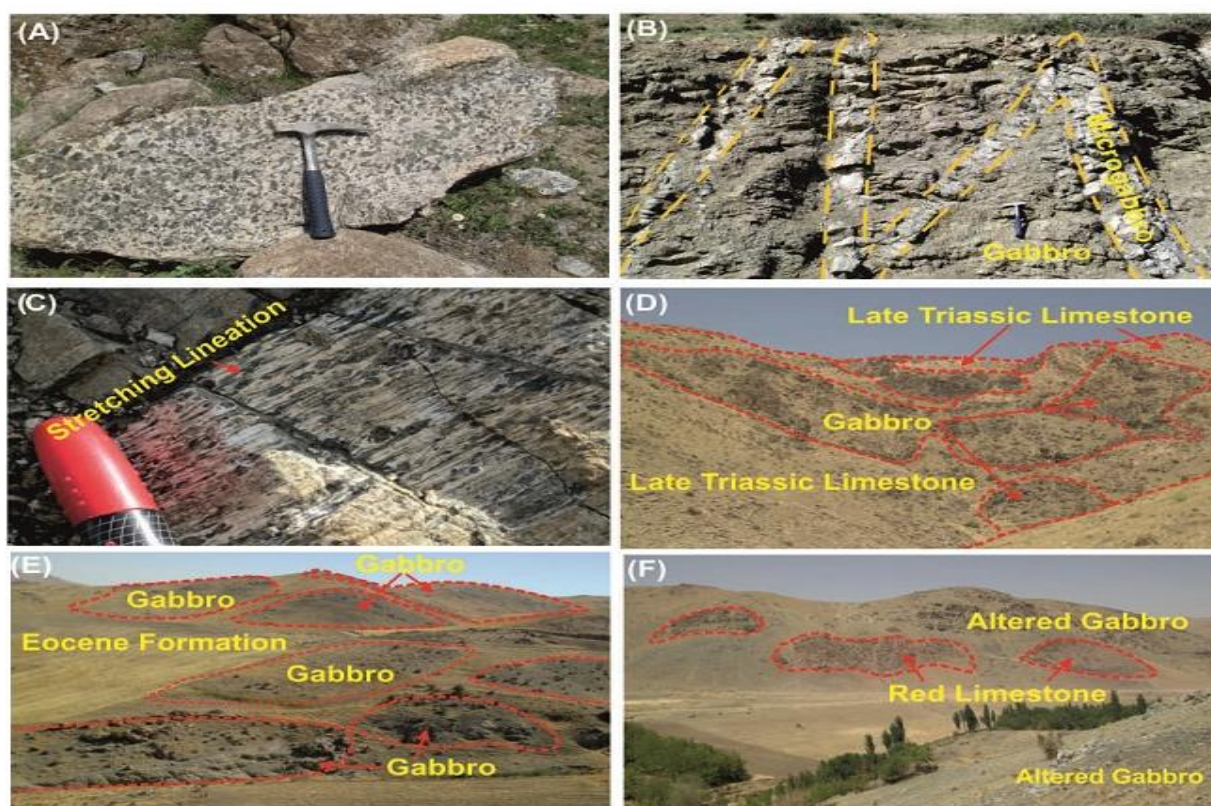 (A)
(B)
Microgabbro
Gabbro
(C)
Stretching Lineation
(D)
Late Triassic Limestone
Gabbro
Late Triassic Limestone
(E)
Gabbro
Gabbro
Eocene Formation
Gabbro
Gabbro
(F)
Altered Gabbro
Red Limestone
Altered Gabbro